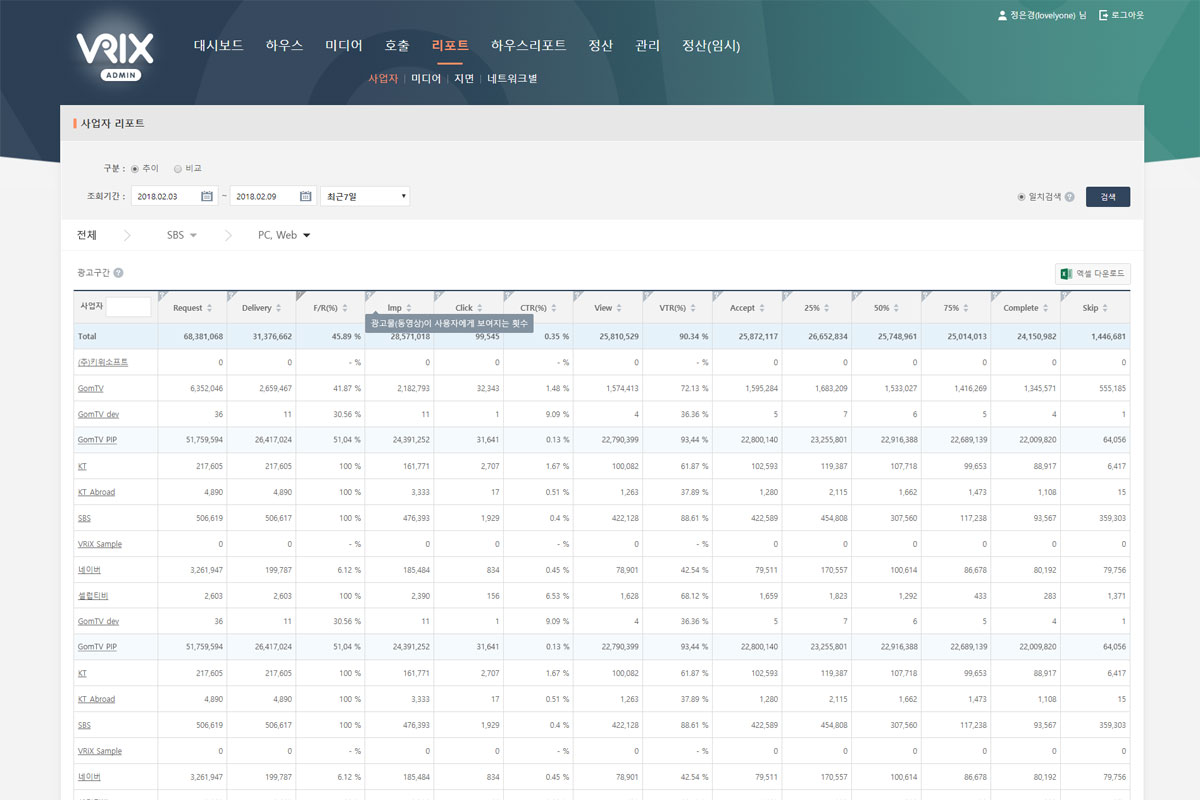 정은경(lovelyone) 님 로그아웃
VRIX
ADMIN
대시보드 하우스 미디어 호출 리포트 하우스리포트 정산 관리 정산(임시)
사업자 | 미디어 | 지면 | 네트워크별
사업자 리포트
구분 : 추이 비교
조회기간 : 2018.02.03 ~ 2018.02.09 최근7일 일치검색 ? 검색
전체 SBS PC, Web
광고구간 ? 엑셀 다운로드
사업자 Request Delivery F/R(%) Imp Click CTR(%) View VTR(%) Accept 25% 50% 75% Complete Skip
광고물(동영상)이 사용자에게 보여지는 횟수
Total 68,381,068 31,376,662 45.89 % 28,571,018 99,545 0.35 % 25,810,529 90.34 % 25,872,117 26,652,834 25,748,961 25,014,013 24,150,982 1,446,681
(주)키위소프트 0 0 - % 0 0 - % 0 - % 0 0 0 0 0 0
GomTV 6,352,046 2,659,467 41.87 % 2,182,793 32,343 1.48 % 1,574,413 72.13 % 1,595,284 1,683,209 1,533,027 1,416,269 1,345,571 555,185
GomTV_dev 36 11 30.56 % 11 1 9.09 % 4 36.36 % 5 7 6 5 4 1
GomTV_PIP 51,759,594 26,417,024 51,04 % 24,391,252 31,641 0.13 % 22,790,399 93,44 % 22,800,140 23,255,801 22,916,388 22,689,139 22,009,820 64,056
KT 217,605 217,605 100 % 161,771 2,707 1.67 % 100,082 61.87 % 102,593 119,387 107,718 99,653 88,917 6,417
KT_Abroad 4,890 4,890 100 % 3,333 17 0.51 % 1,263 37.89 % 1,280 2,115 1,662 1,473 1,108 15
SBS 506,619 506,617 100 % 476,393 1,929 0.4 % 422,128 88.61 % 422,589 454,808 307,560 117,238 93,567 359,303
VRIX_Sample 0 0 - % 0 0 - % 0 - % 0 0 0 0 0 0
네이버 3,261,947 199,787 6.12 % 185,484 834 0.45 % 78,901 42.54 % 79,511 170,557 100,614 86,678 80,192 79,756
셀럽티비 2,603 2,603 100 % 2,390 156 6.53 % 1,628 68.12 % 1,659 1,823 1,292 433 283 1,371
GomTV_dev 36 11 30.56 % 11 1 9.09 % 4 36.36 % 5 7 6 5 4 1
GomTV_PIP 51,759,594 26,417,024 51,04 % 24,391,252 31,641 0.13 % 22,790,399 93,44 % 22,800,140 23,255,801 22,916,388 22,689,139 22,009,820 64,056
KT 217,605 217,605 100 % 161,771 2,707 1.67 % 100,082 61.87 % 102,593 119,387 107,718 99,653 88,917 6,417
KT_Abroad 4,890 4,890 100 % 3,333 17 0.51 % 1,263 37.89 % 1,280 2,115 1,662 1,473 1,108 15
SBS 506,619 506,617 100 % 476,393 1,929 0.4 % 422,128 88.61 % 422,589 454,808 307,560 117,238 93,567 359,303
VRIX_Sample 0 0 - % 0 0 - % 0 - % 0 0 0 0 0 0
네이버 3,261,947 199,787 6.12 % 185,484 834 0.45 % 78,901 42.54 % 79,511 170,557 100,614 86,678 80,192 79,756